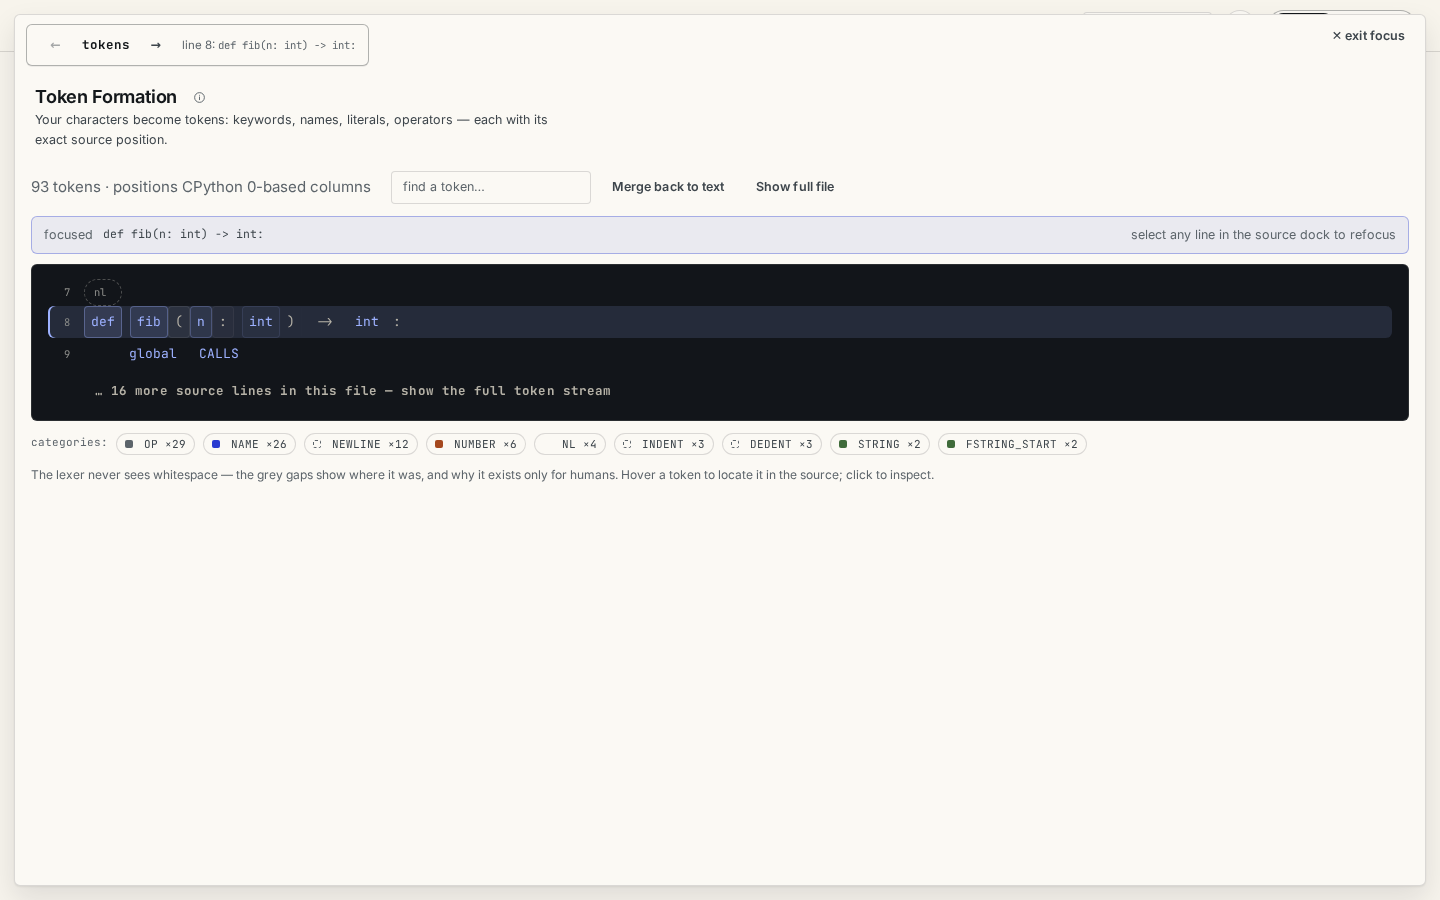 ← tokens → line 8: def fib(n: int) -> int:
× exit focus
Token Formation
Your characters become tokens: keywords, names, literals, operators — each with its
exact source position.
93 tokens · positions CPython 0-based columns
find a token…
Merge back to text
Show full file
focused def fib(n: int) -> int:
select any line in the source dock to refocus
7 nl
8 def fib ( n : int ) → int :
9 global CALLS
… 16 more source lines in this file — show the full token stream
categories: OP ×29 NAME ×26 NEWLINE ×12 NUMBER ×6 NL ×4 INDENT ×3 DEDENT ×3 STRING ×2 FSTRING_START ×2
The lexer never sees whitespace — the grey gaps show where it was, and why it exists only for humans. Hover a token to locate it in the source; click to inspect.